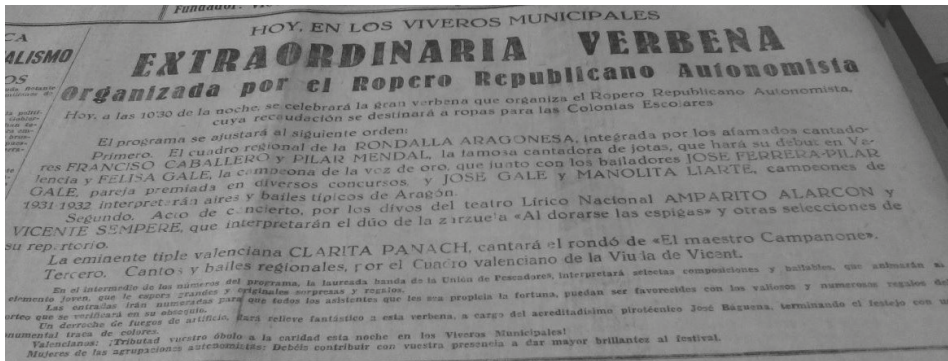 Fundador:
CA
ALISMO
OS
HOY, EN LOS VIVEROS MUNICIPALES
EXTRAORDINARIA VERBENA
Organizada por el Ropero Republicano Autonomista
Hoy, a las 10'30 de la noche, se celebrará la gran verbena que organiza el Ropero Republicano Autonomista,
cuya recaudación se destinará a ropas para las Colonias Escolares
El programa se ajustará al siguiente orden:
Primero. El cuadro regional de la RONDALLA ARAGONESA, integrada por los afamados cantado-
res FRANCISCO CABALLERO y PILAR MENDAL, la famosa cantadora de jotas, que hará su debut en Va-
lencia y FELISA GALE, la campeona de la voz de oro, que junto con los bailadores JOSE FERRERA-PILAR
GALE, pareja premiada en diversos concursos, y JOSE GALE y MANOLITA LIARTE, campeones de
1931-1932 interpretarán aires y bailes típicos de Aragón.
Segundo. Acto de concierto, por los divos del teatro Lírico Nacional AMPARITO ALARCON y
VICENTE SEMPERE, que interpretarán el dúo de la zarzuela «Al dorarse las espigas» y otras selecciones de
su repertorio.
La eminente tiple valenciana CLARITA PANACH, cantará el rondó de «El maestro Campanone».
Tercero. Cantos y bailes regionales, por el Cuadro valenciano de la Viuda de Vicent.
En el intermedio de los números del programa, la laureada banda de la Unión de Pescadores, interpretará selectas composiciones y bailables, que animarán al
elemento joven, que le espera grandes y originales sorpresas y regalos.
Las entradas irán numeradas para que todos los asistentes que les sea propicia la fortuna, puedan ser favorecidos con los valiosos y numerosos regalos del
sorteo que se verificará en su obsequio.
Un derroche de fuegos de artificio, dará relieve fantástico a esta verbena, a cargo del acreditadísimo pirotécnico José Báguena, terminando el festejo con
monumental traca de colores.
Valencianos: ¡Tributad vuestro óbolo a la caridad esta noche en los Viveros Municipales!
Mujeres de las agrupaciones autonomistas: Debéis contribuir con vuestra presencia a dar mayor brillantes al festival.